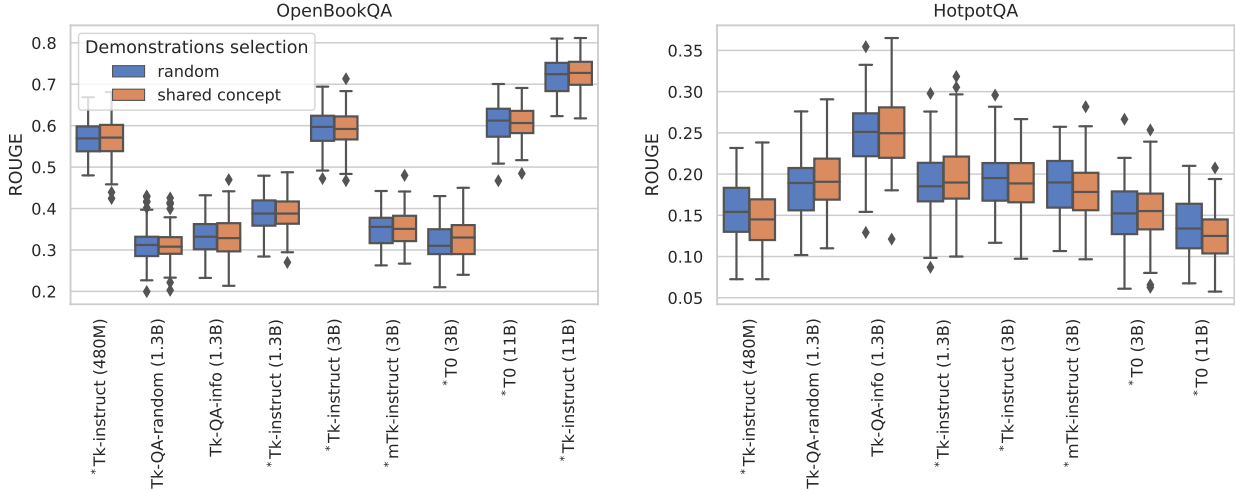 OpenBookQA
Demonstrations selection
random
shared concept
ROUGE
0.8
0.7
0.6
0.5
0.4
0.3
0.2
*Tk-instruct (480M)
Tk-QA-random (1.3B)
Tk-QA-info (1.3B)
*Tk-instruct (1.3B)
*Tk-instruct (3B)
*mTk-instruct (3B)
*T0 (3B)
*T0 (11B)
*Tk-instruct (11B)
HotpotQA
ROUGE
0.35
0.30
0.25
0.20
0.15
0.10
0.05
*Tk-instruct (480M)
Tk-QA-random (1.3B)
Tk-QA-info (1.3B)
*Tk-instruct (1.3B)
*Tk-instruct (3B)
*mTk-instruct (3B)
*T0 (3B)
*T0 (11B)